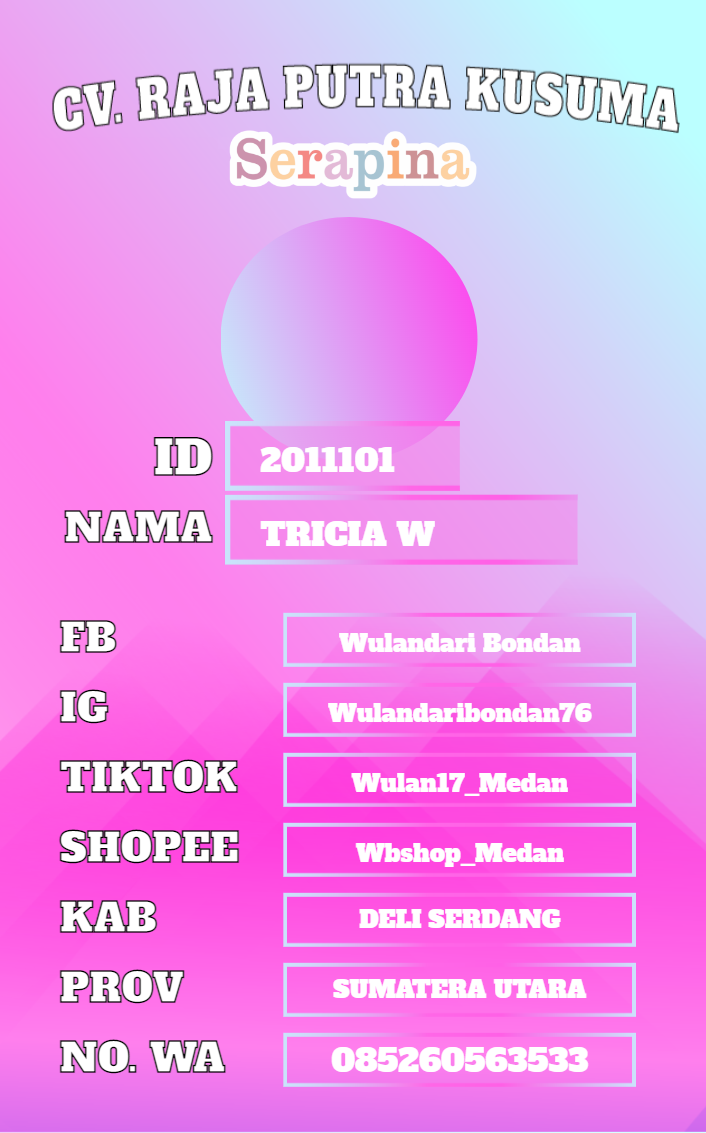 CV. RAJA PUTRA KUSUMA
Serapina
ID 2011101
NAMA TRICIA W
FB Wulandari Bondan
IG Wulandaribondan76
TIKTOK Wulan17_Medan
SHOPEE Wbshop_Medan
KAB DELI SERDANG
PROV SUMATERA UTARA
NO. WA 085260563533